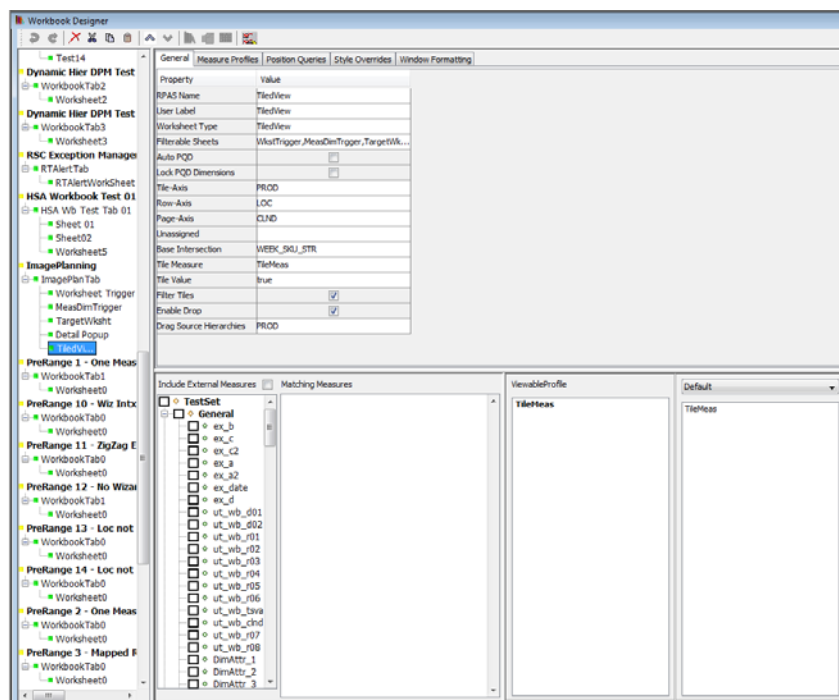 Workbook Designer
Test14
Dynamic Hier DPM Test
WorkbookTab2
Worksheet2
Dynamic Hier DPM Test
WorkbookTab3
Worksheet3
RSC Exception Manage
RTAlertTab
RTAlertWorkSheet
HSA Workbook Test 01
HSA Wb Test Tab 01
Sheet 01
Sheet02
Worksheet5
ImagePlanning
ImagePlanTab
Worksheet Trigger
MeasDimTrigger
TargetWksht
Detail Popup
TiledVi...
PreRange 1 - One Meas
WorkbookTab1
Worksheet0
PreRange 10 - Wiz Intx
WorkbookTab0
Worksheet0
PreRange 11 - ZigZag E
WorkbookTab0
Worksheet0
PreRange 12 - No Wizar
WorkbookTab1
Worksheet0
PreRange 13 - Loc not
WorkbookTab0
Worksheet0
PreRange 14 - Loc not
WorkbookTab0
Worksheet0
PreRange 2 - One Meas
WorkbookTab0
Worksheet0
PreRange 3 - Mapped R
WorkbookTab0
Worksheet0
General Measure Profiles Position Queries Style Overrides Window Formatting
Property Value
RPAS Name TiledView
User Label TiledView
Worksheet Type TiledView
Filterable Sheets WkstTrigger,MeasDimTrgger,TargetWk...
Auto PQD
Lock PQD Dimensions
Tile-Axis PROD
Row-Axis LOC
Page-Axis CLND
Unassigned
Base Intersection WEEK_SKU_STR
Tile Measure TileMeas
Tile Value true
Filter Tiles
Enable Drop
Drag Source Hierarchies PROD
Include External Measures Matching Measures
TestSet
General
ex_b
ex_c
ex_c2
ex_a
ex_a2
ex_date
ex_d
ut_wb_d01
ut_wb_d02
ut_wb_r01
ut_wb_r02
ut_wb_r03
ut_wb_r04
ut_wb_r05
ut_wb_r06
ut_wb_tsva
ut_wb_clnd
ut_wb_r07
ut_wb_r08
DimAttr_1
DimAttr_2
DimAttr_3
ViewableProfile
TileMeas
Default
TileMeas